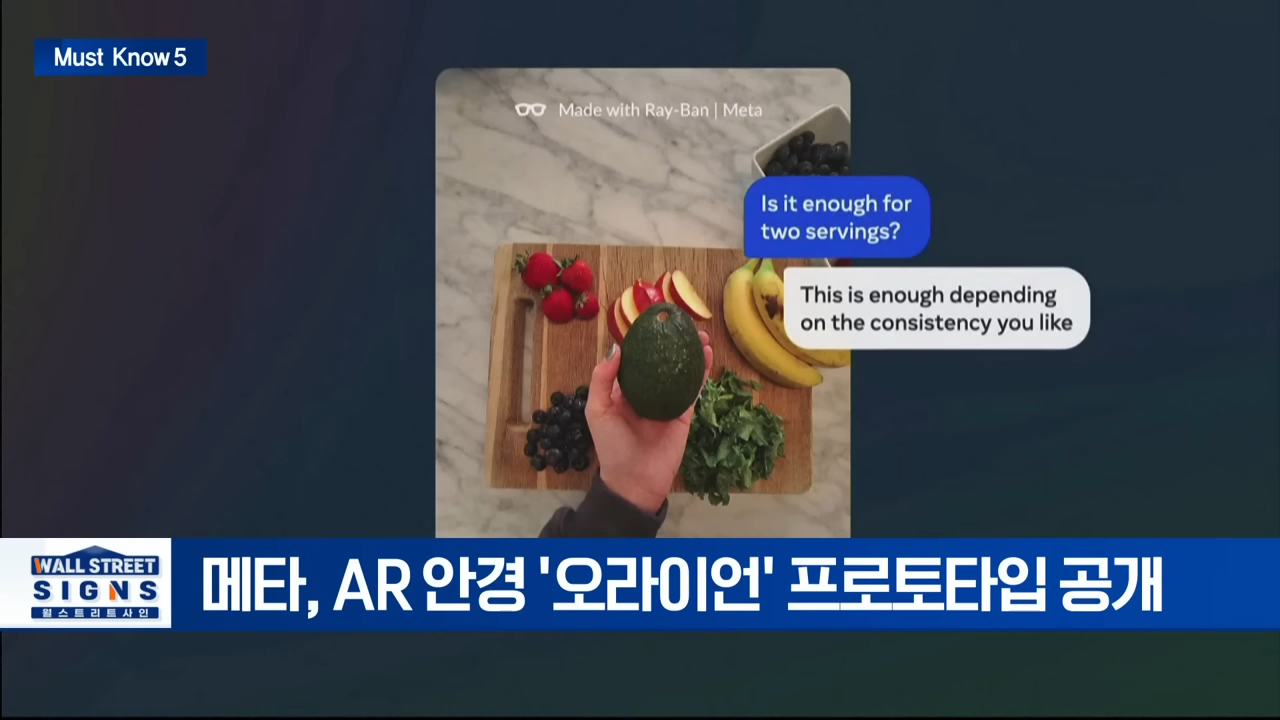 Must Know 5
Made with Ray-Ban | Meta
Is it enough for
two servings?
This is enough depending
on the consistency you like
WALL STREET
SIGNS
월스트리트사인
메타, AR 안경 '오라이언' 프로토타입 공개